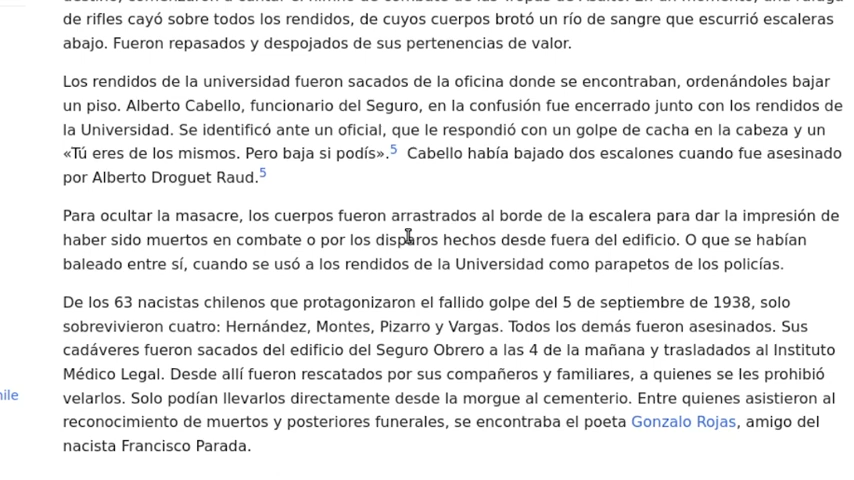 de rifles cayó sobre todos los rendidos, de cuyos cuerpos brotó un río de sangre que escurrió escaleras
abajo. Fueron repasados y despojados de sus pertenencias de valor.
Los rendidos de la universidad fueron sacados de la oficina donde se encontraban, ordenándoles bajar
un piso. Alberto Cabello, funcionario del Seguro, en la confusión fue encerrado junto con los rendidos de
la Universidad. Se identificó ante un oficial, que le respondió con un golpe de cacha en la cabeza y un
«Tú eres de los mismos. Pero baja si podís».5 Cabello había bajado dos escalones cuando fue asesinado
por Alberto Droguet Raud.5
Para ocultar la masacre, los cuerpos fueron arrastrados al borde de la escalera para dar la impresión de
haber sido muertos en combate o por los disparos hechos desde fuera del edificio. O que se habían
baleado entre sí, cuando se usó a los rendidos de la Universidad como parapetos de los policías.
De los 63 nacistas chilenos que protagonizaron el fallido golpe del 5 de septiembre de 1938, solo
sobrevivieron cuatro: Hernández, Montes, Pizarro y Vargas. Todos los demás fueron asesinados. Sus
cadáveres fueron sacados del edificio del Seguro Obrero a las 4 de la mañana y trasladados al Instituto
Médico Legal. Desde allí fueron rescatados por sus compañeros y familiares, a quienes se les prohibió
velarlos. Solo podían llevarlos directamente desde la morgue al cementerio. Entre quienes asistieron al
reconocimiento de muertos y posteriores funerales, se encontraba el poeta Gonzalo Rojas, amigo del
nacista Francisco Parada.